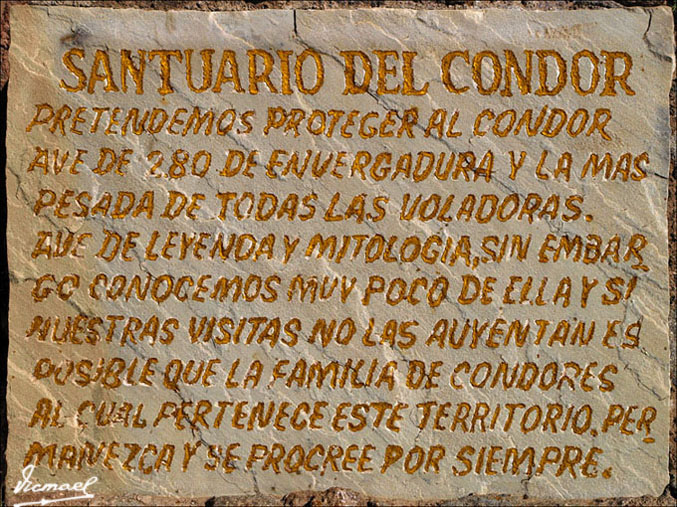 SANTUARIO DEL CONDOR
PRETENDEMOS PROTEGER AL CONDOR
AVE DE 2,80 DE ENVERGADURA Y LA MAS
PESADA DE TODAS LAS VOLADORAS.
AVE DE LEYENDA Y MITOLOGIA, SIN EMBAR
GO CONOCEMOS MUY POCO DE ELLA Y SI
NUESTRAS VISITAS NO LAS AUYENTAN ES
POSIBLE QUE LA FAMILIA DE CONDORES
AL CUAL PERTENECE ESTE TERRITORIO, PER
MANEZCA Y SE PROCREE POR SIEMPRE.
Vicmael